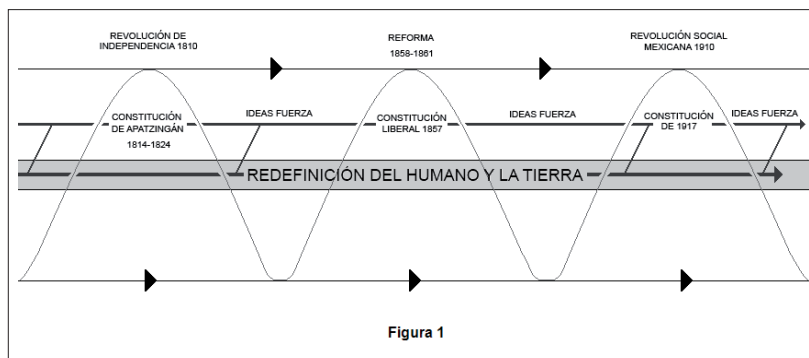 REVOLUCIÓN DE
INDEPENDENCIA 1810
REFORMA
1858-1861
REVOLUCIÓN SOCIAL
MEXICANA 1910
CONSTITUCIÓN
DE APATZINGÁN
1814-1824
IDEAS FUERZA
CONSTITUCIÓN
LIBERAL 1857
IDEAS FUERZA
CONSTITUCIÓN
DE 1917
IDEAS FUERZA
REDEFINICIÓN DEL HUMANO Y LA TIERRA
Figura 1